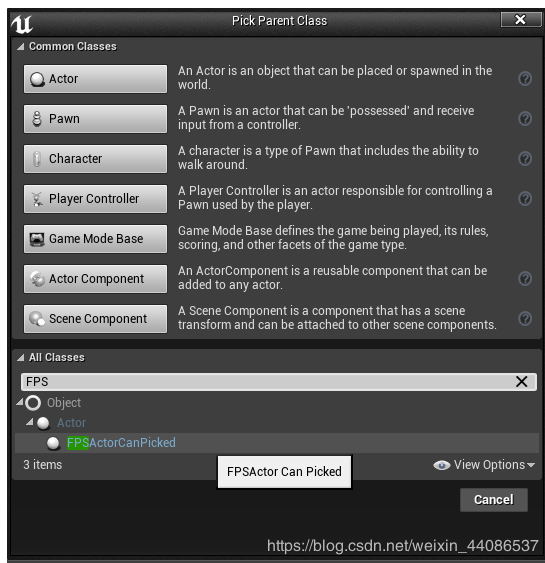 Pick Parent Class
Common Classes
Actor
An Actor is an object that can be placed or spawned in the
world.
Pawn
A Pawn is an actor that can be 'possessed' and receive
input from a controller.
Character
A character is a type of Pawn that includes the ability to
walk around.
Player Controller
A Player Controller is an actor responsible for controlling a
Pawn used by the player.
Game Mode Base
Game Mode Base defines the game being played, its rules,
scoring, and other facets of the game type.
Actor Component
An ActorComponent is a reusable component that can be
added to any actor.
Scene Component
A Scene Component is a component that has a scene
transform and can be attached to other scene components.
All Classes
FPS
Object
Actor
FPSActorCanPicked
3 items
View Options
FPSActor Can Picked
Cancel
https://blog.csdn.net/weixin_44086537